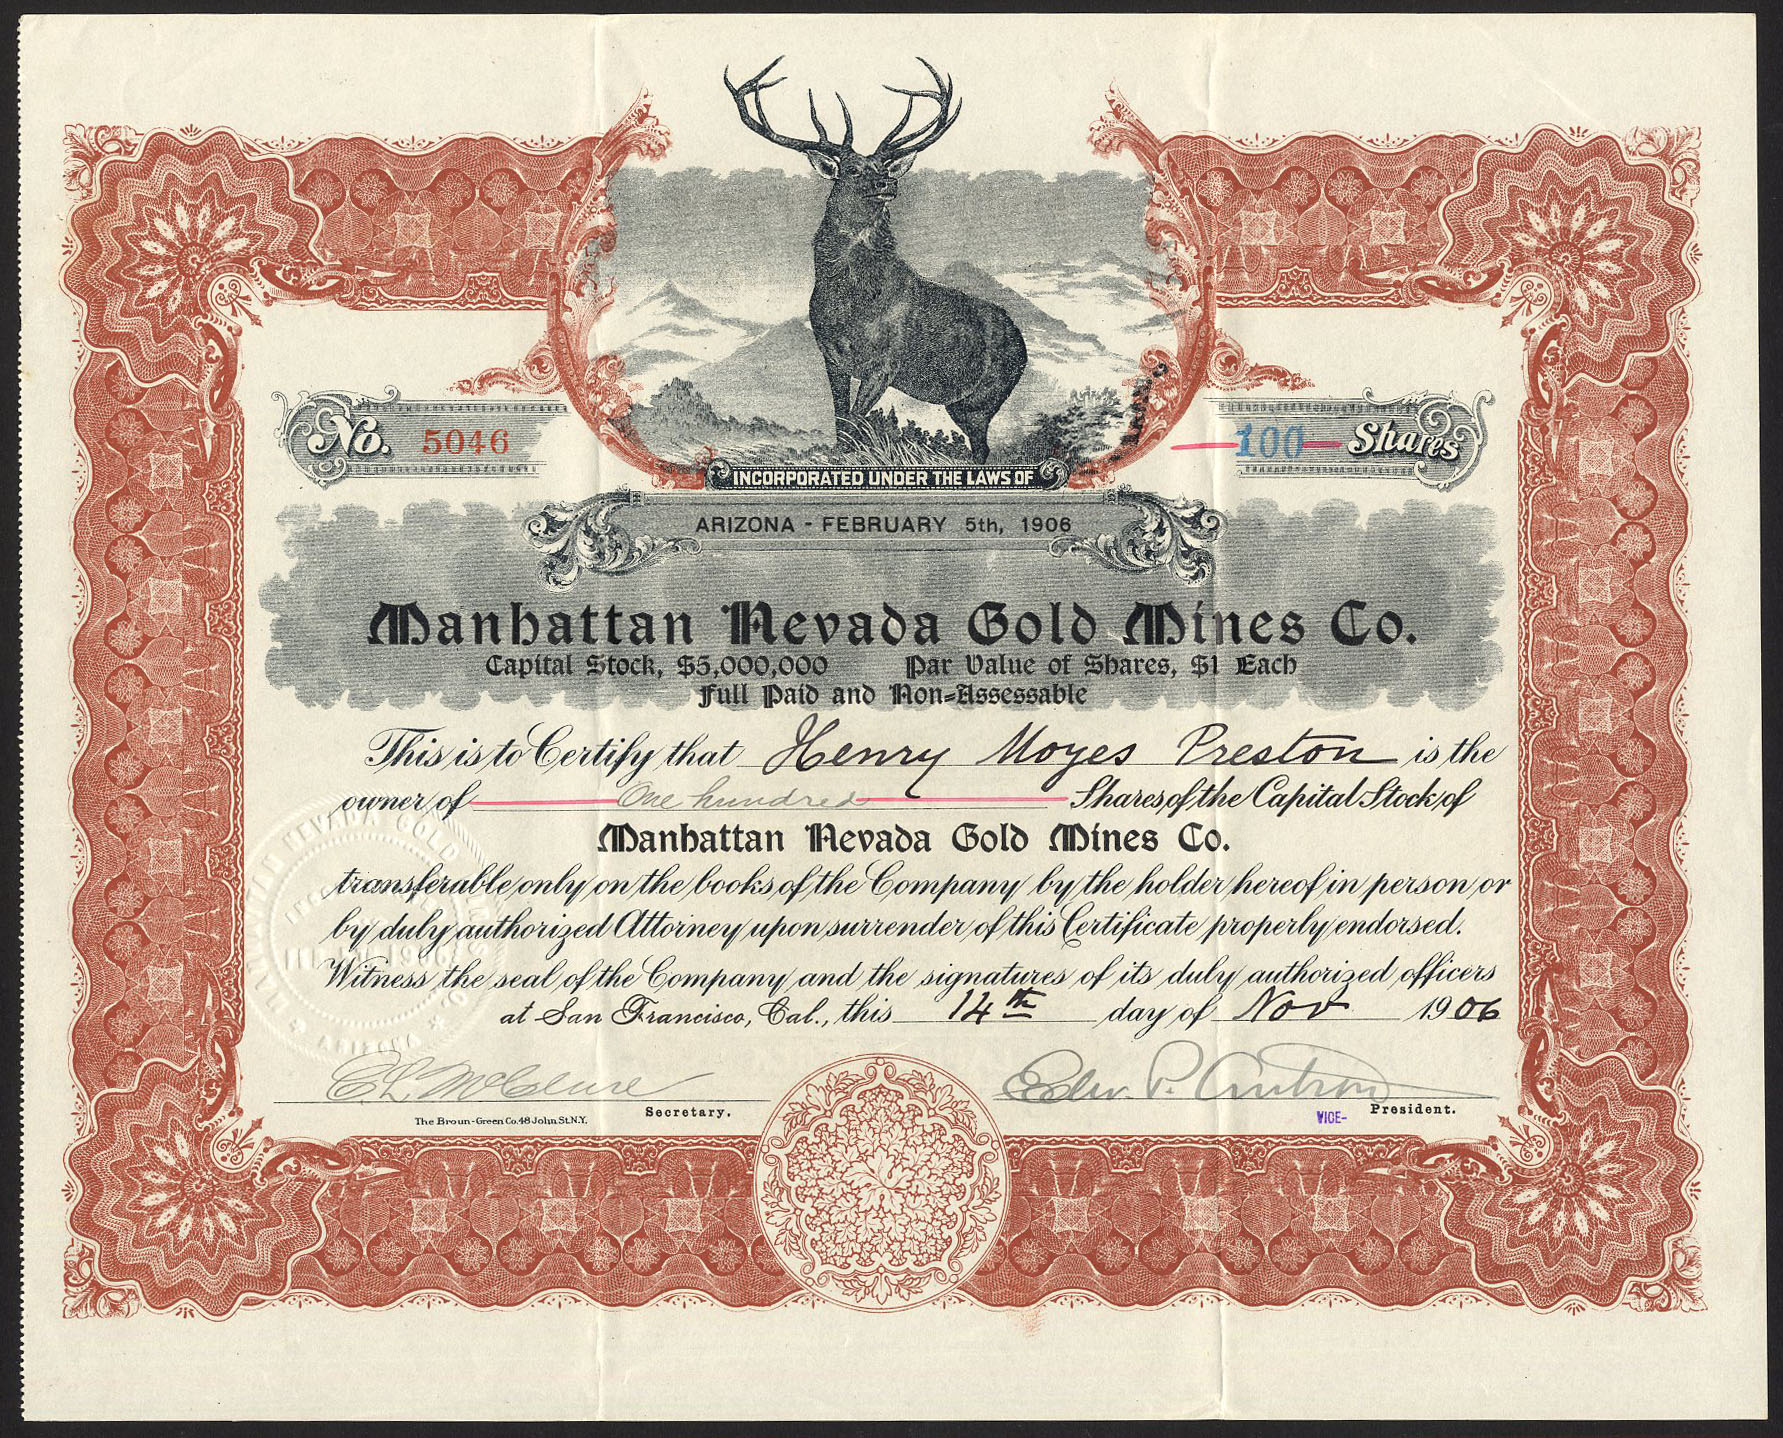 No. 5046
100 Shares
INCORPORATED UNDER THE LAWS OF
ARIZONA - FEBRUARY 5th, 1906
Manhattan Nevada Gold Mines Co.
Capital Stock, $5,000,000 Par Value of Shares, $1 Each
Full Paid and Non=Assessable
This is to Certify that Henry Moyes Preston is the
owner of One hundred Shares of the Capital Stock of
Manhattan Nevada Gold Mines Co.
transferable only on the books of the Company by the holder hereof in person or
by duly authorized Attorney upon surrender of this Certificate properly endorsed.
Witness the seal of the Company and the signatures of its duly authorized officers
at San Francisco, Cal., this 14th day of Nov 1906
E L McClure
Edw. P.
Secretary.
VICE- President.
The Broun-Green Co. 48 John St. N.Y.
NEVADA GOLD
ARIZONA